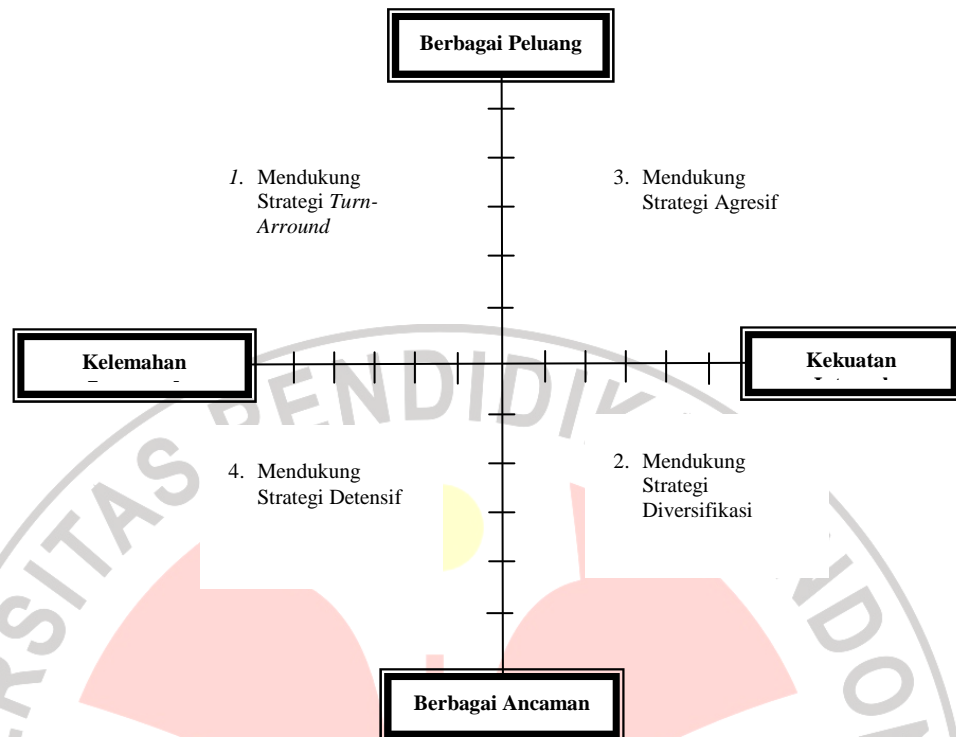 Berbagai Peluang
1. Mendukung
Strategi Turn-
Arround
3. Mendukung
Strategi Agresif
Kelemahan
Kekuatan
4. Mendukung
Strategi Detensif
2. Mendukung
Strategi
Diversifikasi
Berbagai Ancaman